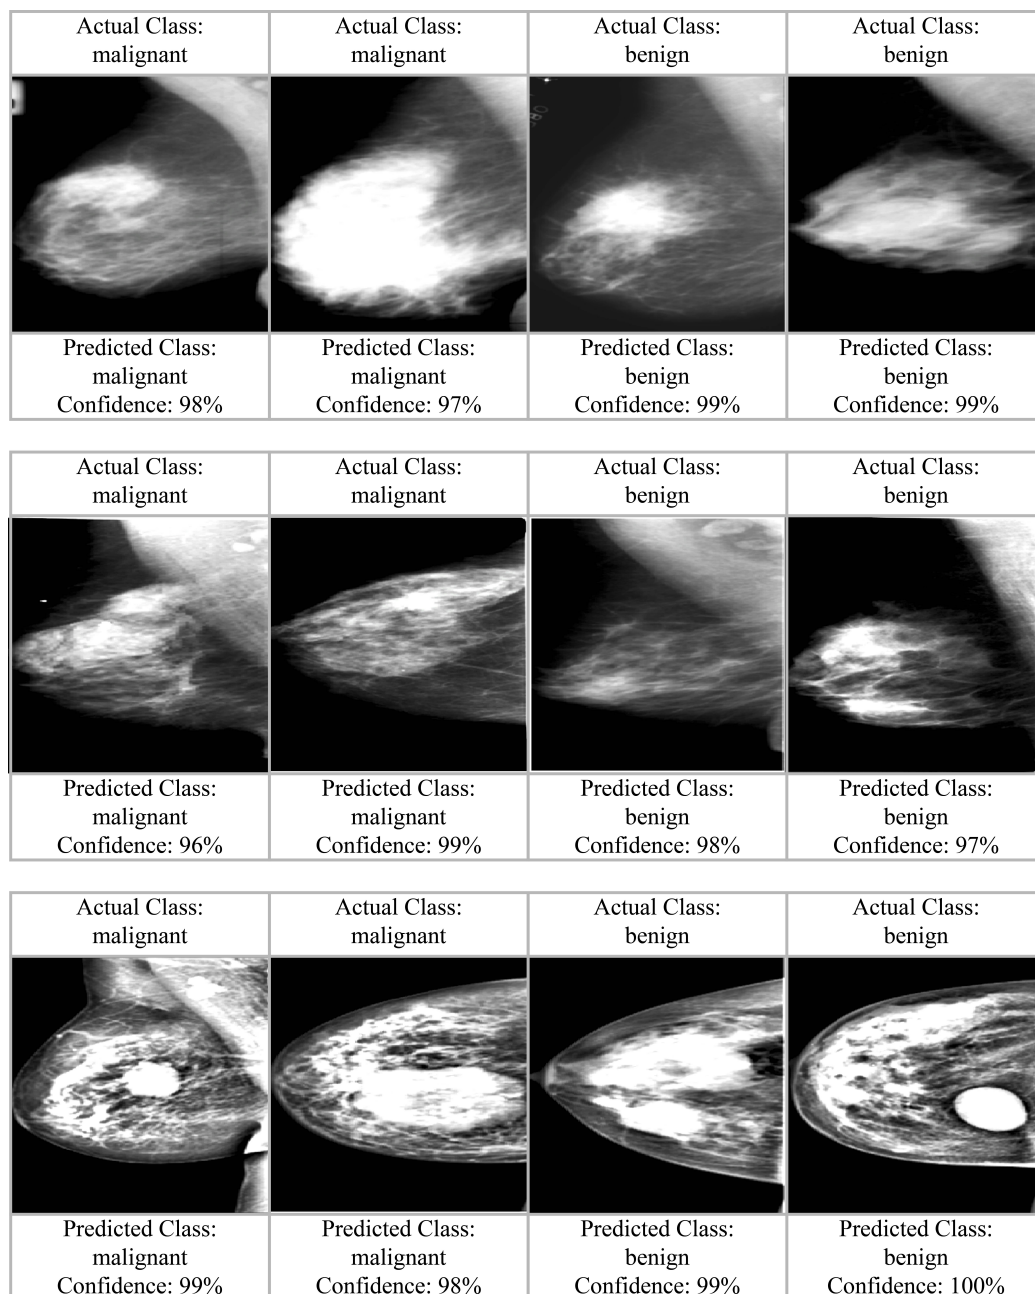 Actual Class:
malignant
Actual Class:
malignant
Actual Class:
benign
Actual Class:
benign
Predicted Class:
malignant
Confidence: 98%
Predicted Class:
malignant
Confidence: 97%
Predicted Class:
benign
Confidence: 99%
Predicted Class:
benign
Confidence: 99%
Actual Class:
malignant
Actual Class:
malignant
Actual Class:
benign
Actual Class:
benign
Predicted Class:
malignant
Confidence: 96%
Predicted Class:
malignant
Confidence: 99%
Predicted Class:
benign
Confidence: 98%
Predicted Class:
benign
Confidence: 97%
Actual Class:
malignant
Actual Class:
malignant
Actual Class:
benign
Actual Class:
benign
Predicted Class:
malignant
Confidence: 99%
Predicted Class:
malignant
Confidence: 98%
Predicted Class:
benign
Confidence: 99%
Predicted Class:
benign
Confidence: 100%